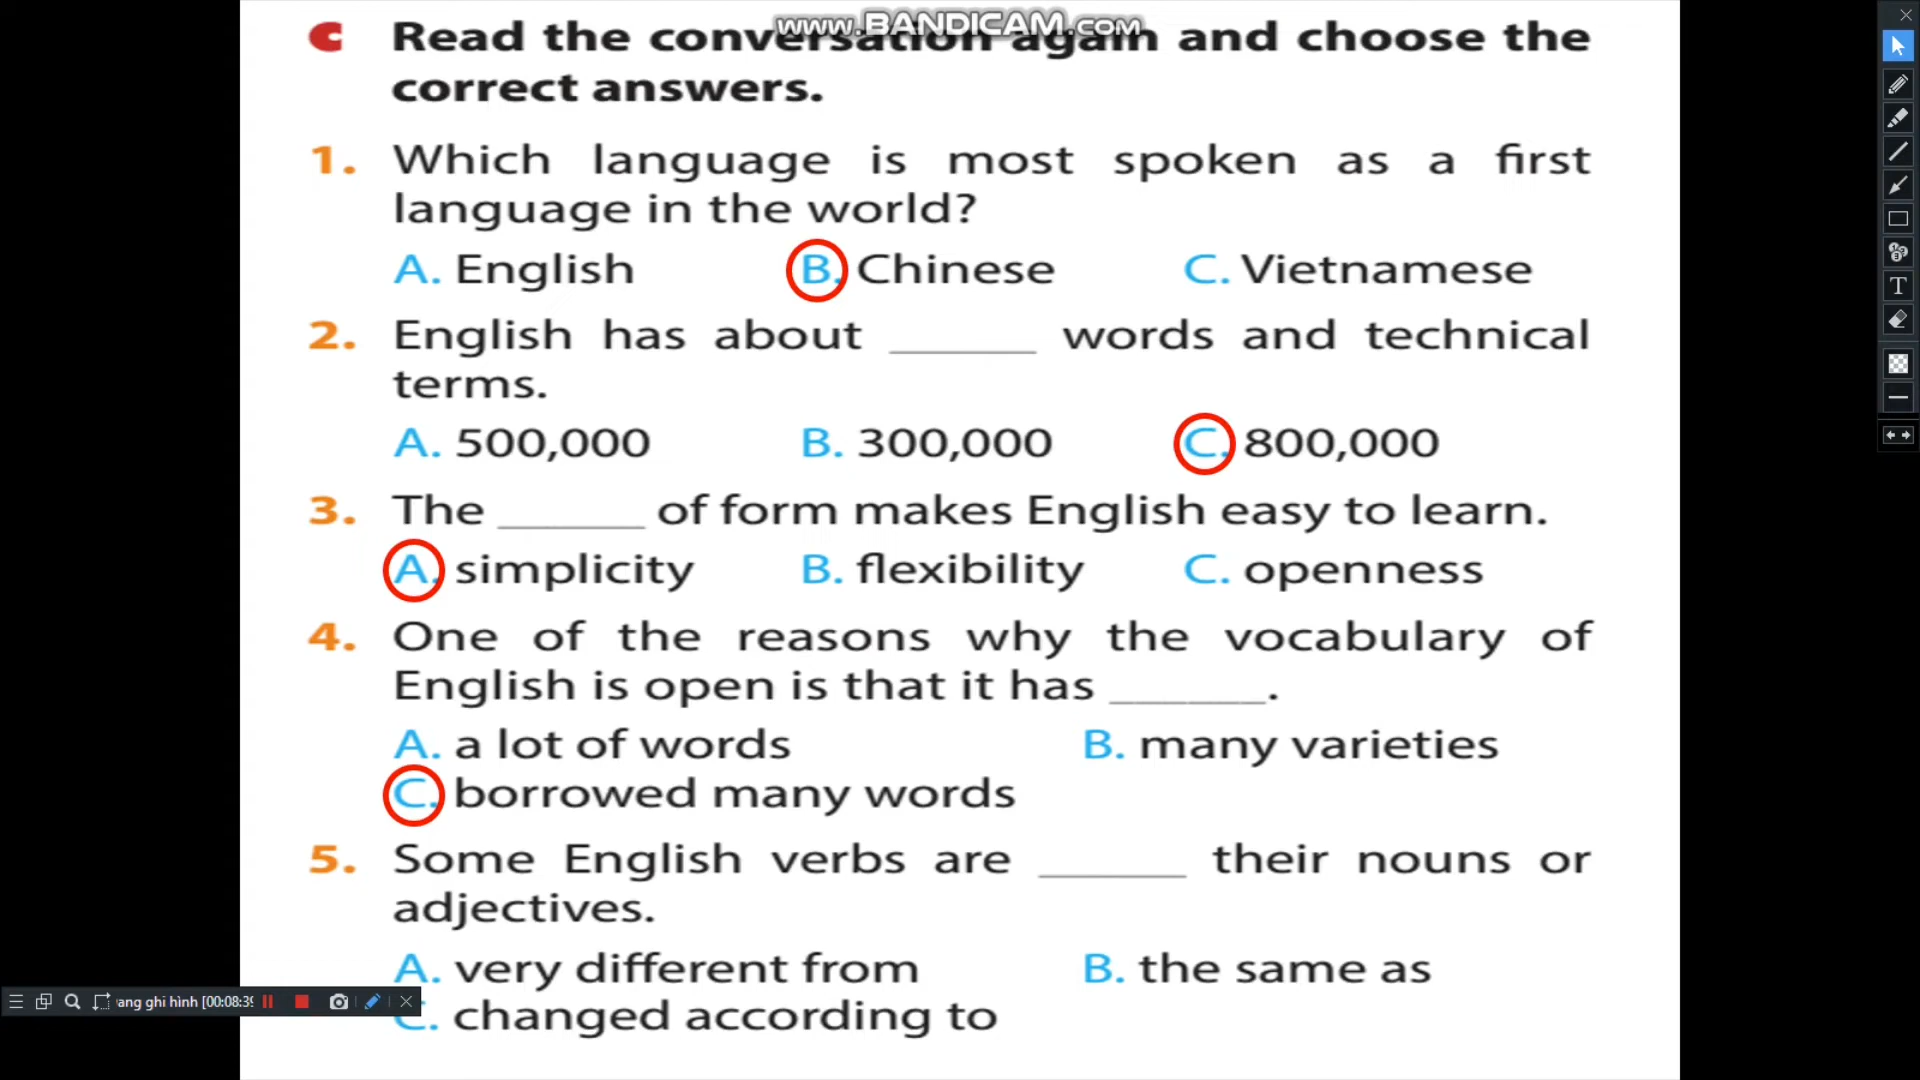 www.BANDICAM.com
C Read the conversation again and choose the
correct answers.
1. Which language is most spoken as a first
language in the world?
A. English B. Chinese C. Vietnamese
2. English has about ______ words and technical
terms.
A. 500,000 B. 300,000 C. 800,000
3. The ______ of form makes English easy to learn.
A. simplicity B. flexibility C. openness
4. One of the reasons why the vocabulary of
English is open is that it has ______.
A. a lot of words B. many varieties
C. borrowed many words
5. Some English verbs are ______ their nouns or
adjectives.
A. very different from B. the same as
ghi hình [00:08:39
C. changed according to
T